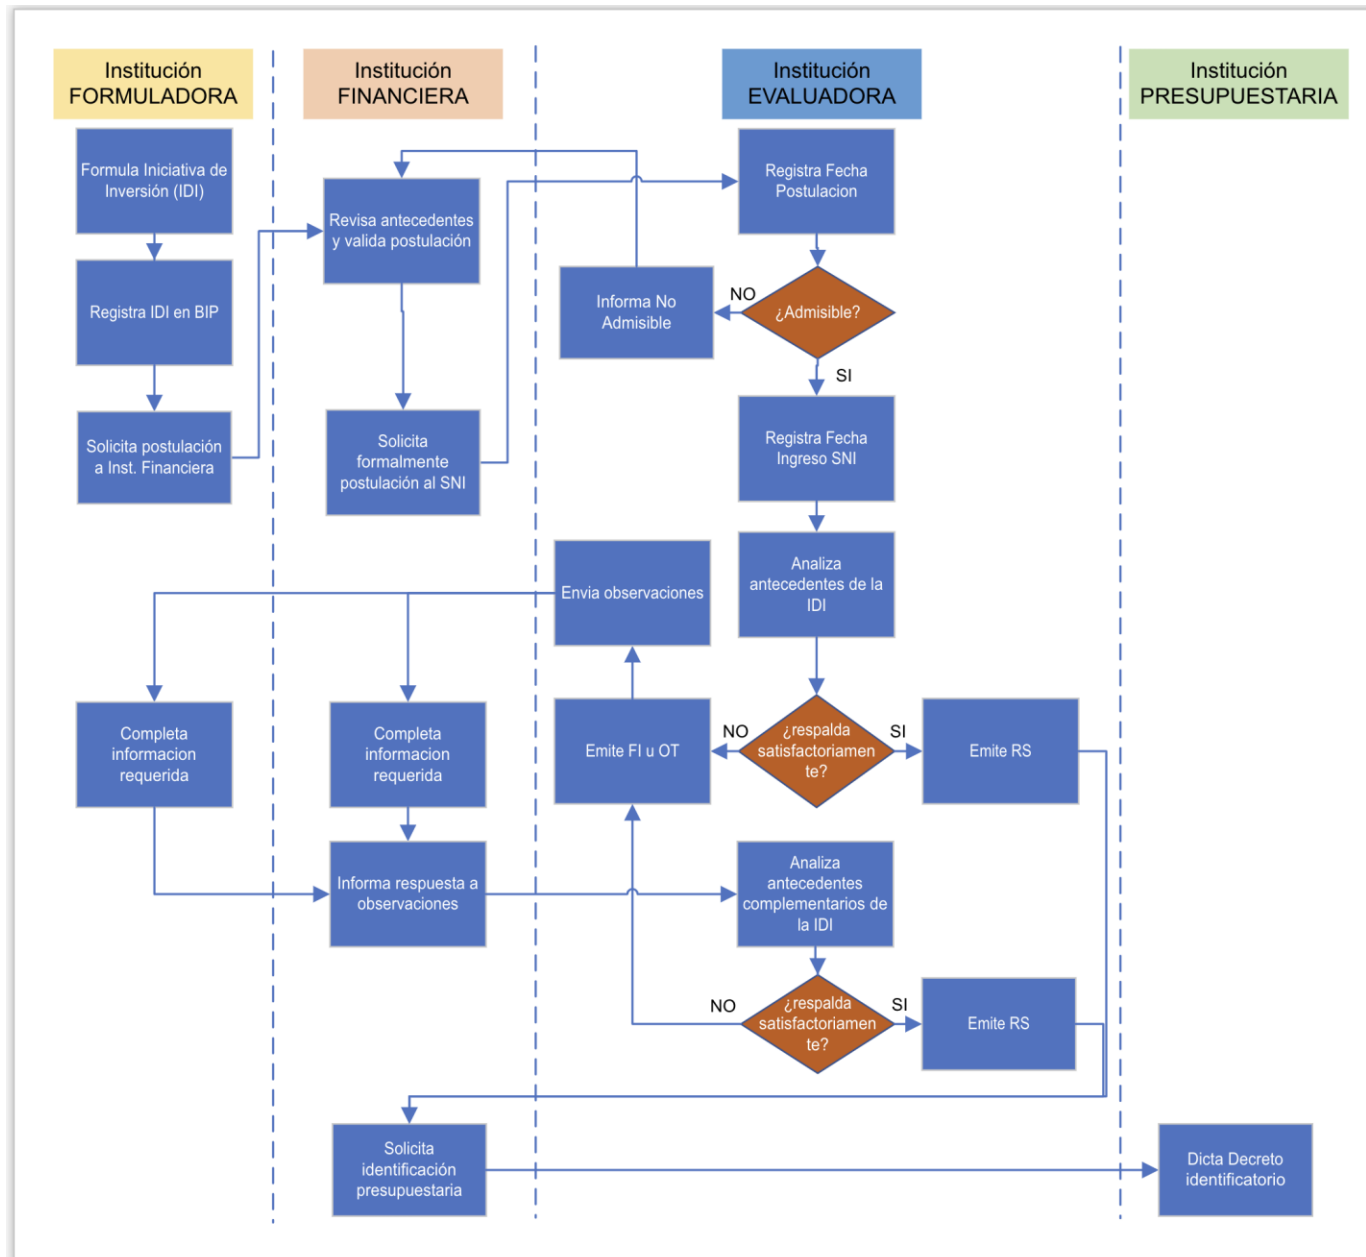 Institución
FORMULADORA
Institución
FINANCIERA
Institución
EVALUADORA
Institución
PRESUPUESTARIA
Formula Iniciativa de
Inversión (IDI)
Registra IDI en BIP
Solicita postulación
a Inst. Financiera
Revisa antecedentes
y valida postulación
Solicita
formalmente
postulación al SNI
Registra Fecha
Postulacion
¿Admisible?
NO
Informa No
Admisible
SI
Registra Fecha
Ingreso SNI
Analiza
antecedentes de la
IDI
¿respalda
satisfactoriamen
te?
NO
SI
Emite FI u OT
Emite RS
Envia observaciones
Completa
informacion
requerida
Completa
informacion
requerida
Informa respuesta a
observaciones
Analiza
antecedentes
complementarios de
la IDI
¿respalda
satisfactoriamen
te?
NO
SI
Emite RS
Solicita
identificación
presupuestaria
Dicta Decreto
identificatorio